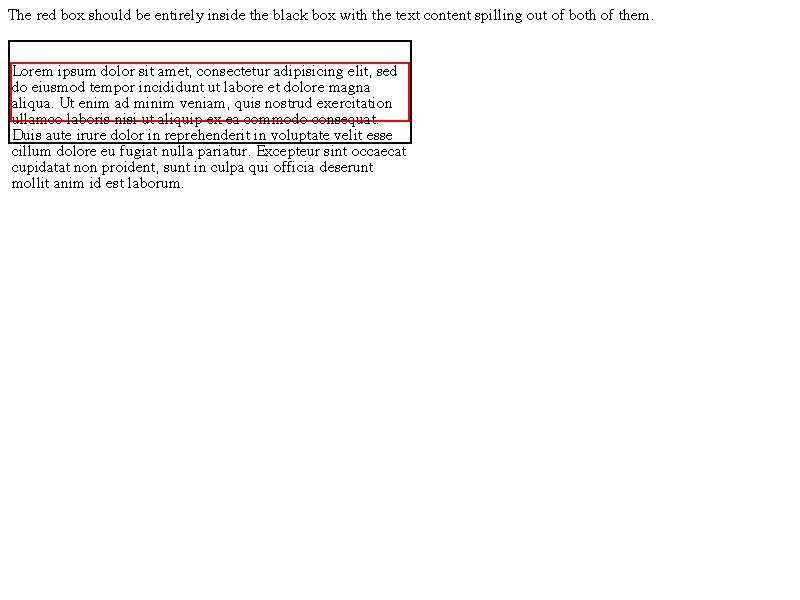 The red box should be entirely inside the black box with the text content spilling out of both of them.
Lorem ipsum dolor sit amet, consectetur adipisicing elit, sed
do eiusmod tempor incididunt ut labore et dolore magna
aliqua. Ut enim ad minim veniam, quis nostrud exercitation
ullamco laboris nisi ut aliquip ex ea commodo consequat.
Duis aute irure dolor in reprehenderit in voluptate velit esse
cillum dolore eu fugiat nulla pariatur. Excepteur sint occaecat
cupidatat non proident, sunt in culpa qui officia deserunt
mollit anim id est laborum.